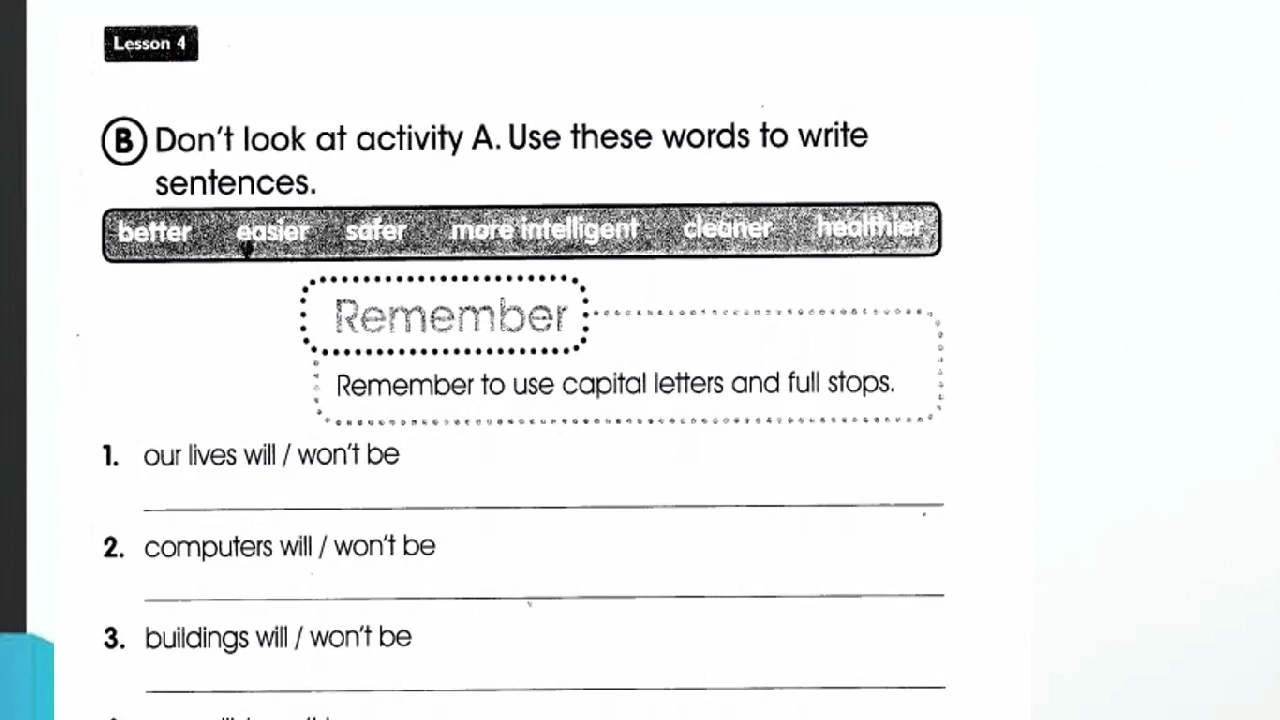 Lesson 4
B Don't look at activity A. Use these words to write
sentences.
better easier safer more intelligent cleaner healthier
Remember
Remember to use capital letters and full stops.
1. our lives will / won't be
2. computers will / won't be
3. buildings will / won't be